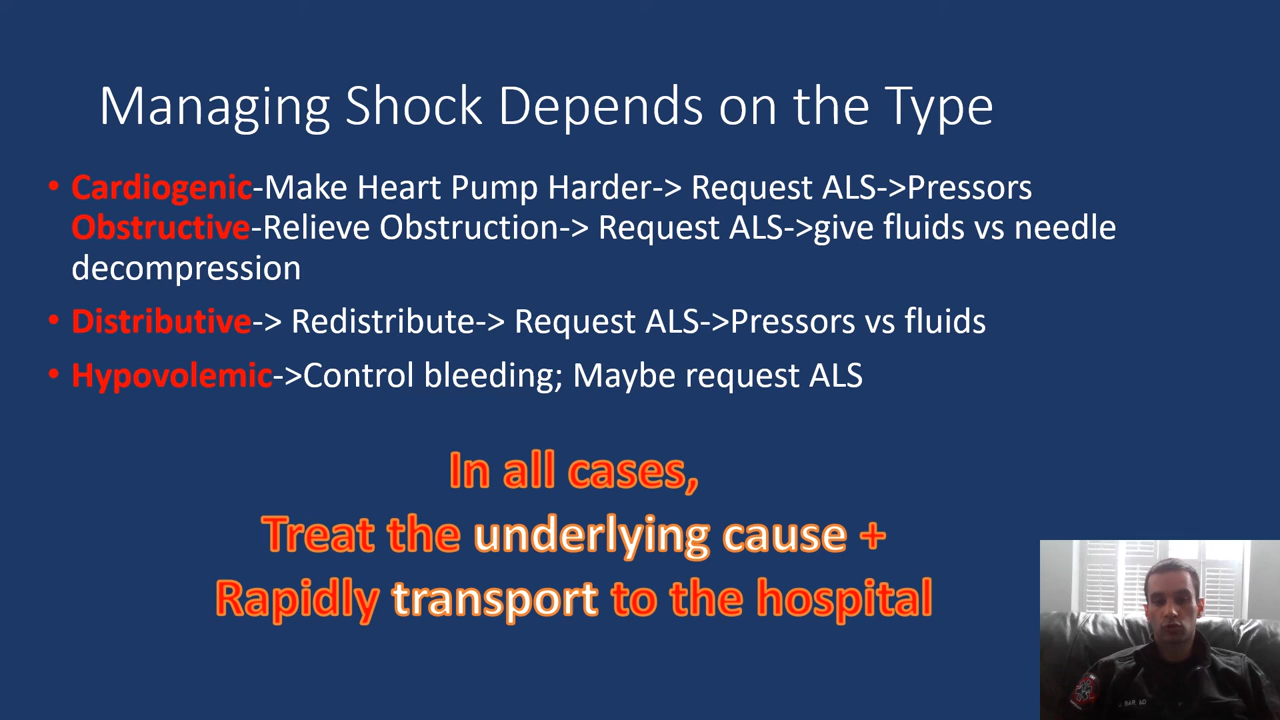 Managing Shock Depends on the Type
• Cardiogenic-Make Heart Pump Harder-> Request ALS->Pressors
Obstructive-Relieve Obstruction-> Request ALS->give fluids vs needle
decompression
• Distributive-> Redistribute-> Request ALS->Pressors vs fluids
• Hypovolemic->Control bleeding; Maybe request ALS
In all cases,
Treat the underlying cause +
Rapidly transport to the hospital